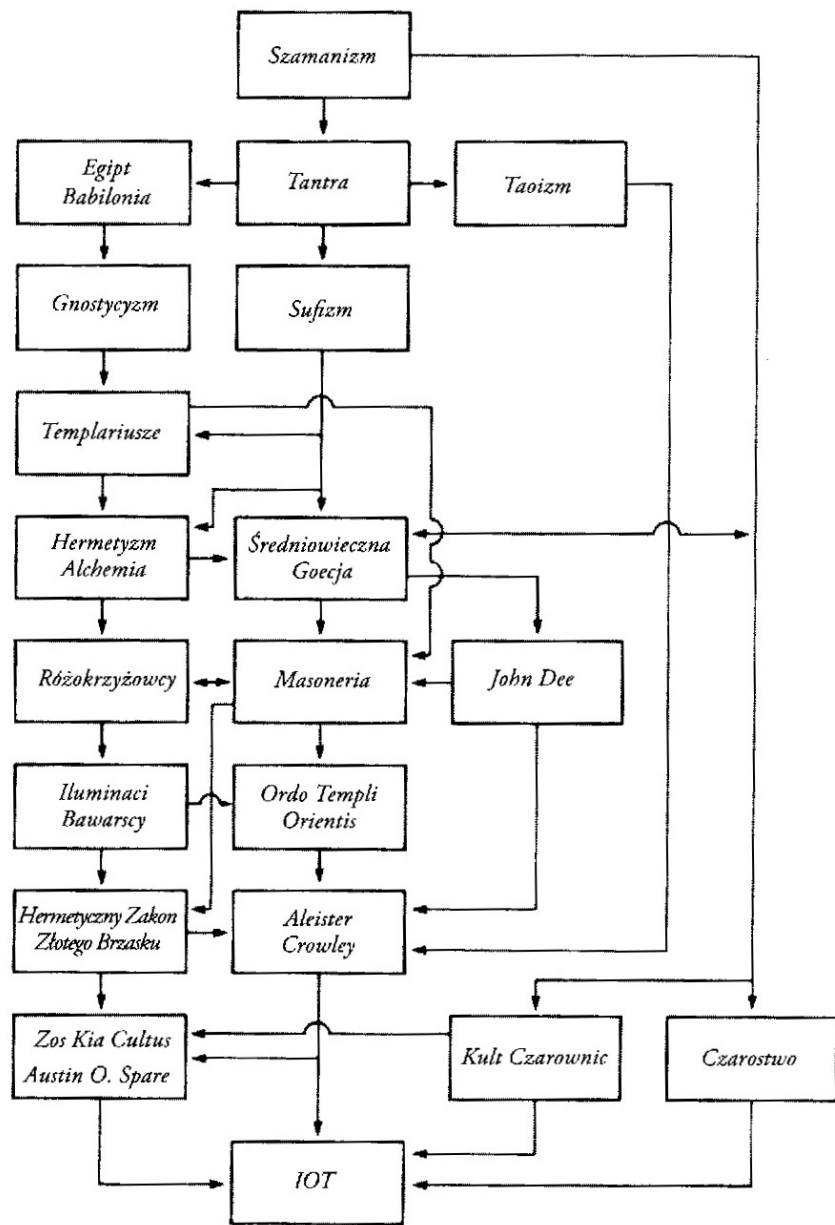 Szamanizm
Egipt
Babilonia
Tantra
Taoizm
Gnostycyzm
Sufizm
Templariusze
Hermetyzm
Alchemia
Średniowieczna
Goecja
Różokrzyżowcy
Masoneria
John Dee
Iluminaci
Bawarscy
Ordo Templi
Orientis
Hermetyczny Zakon
Złotego Brzasku
Aleister
Crowley
Zos Kia Cultus
Austin O. Spare
Kult Czarownic
Czarostwo
IOT